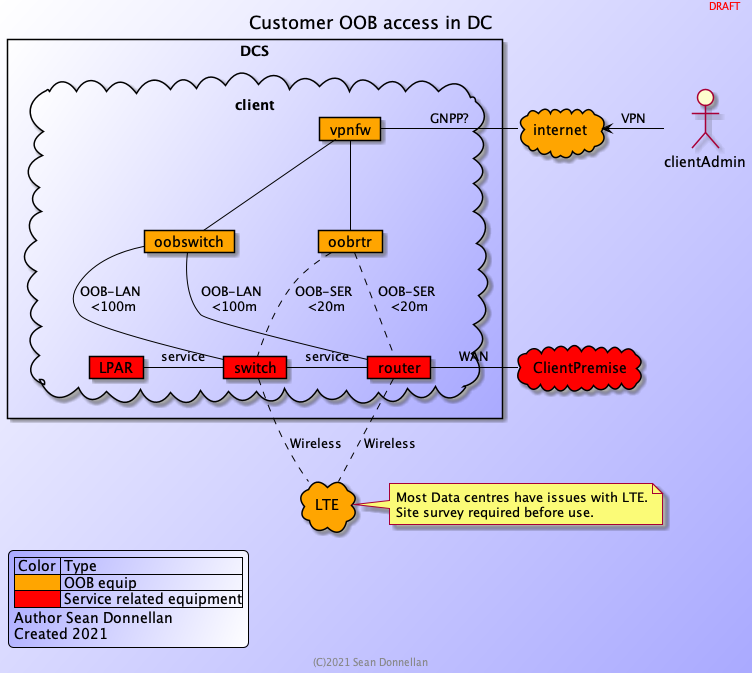 DRAFT
Customer OOB access in DC
DCS
client
vpnfw
GNPP?
internet
VPN
clientAdmin
oobswitch
oobrtr
OOB-LAN
<100m
OOB-LAN
<100m
OOB-SER
<20m
OOB-SER
<20m
LPAR
service
switch
service
router
WAN
ClientPremise
Wireless
Wireless
LTE
Most Data centres have issues with LTE.
Site survey required before use.
Color Type
OOB equip
Service related equipment
Author Sean Donnellan
Created 2021
(C)2021 Sean Donnellan